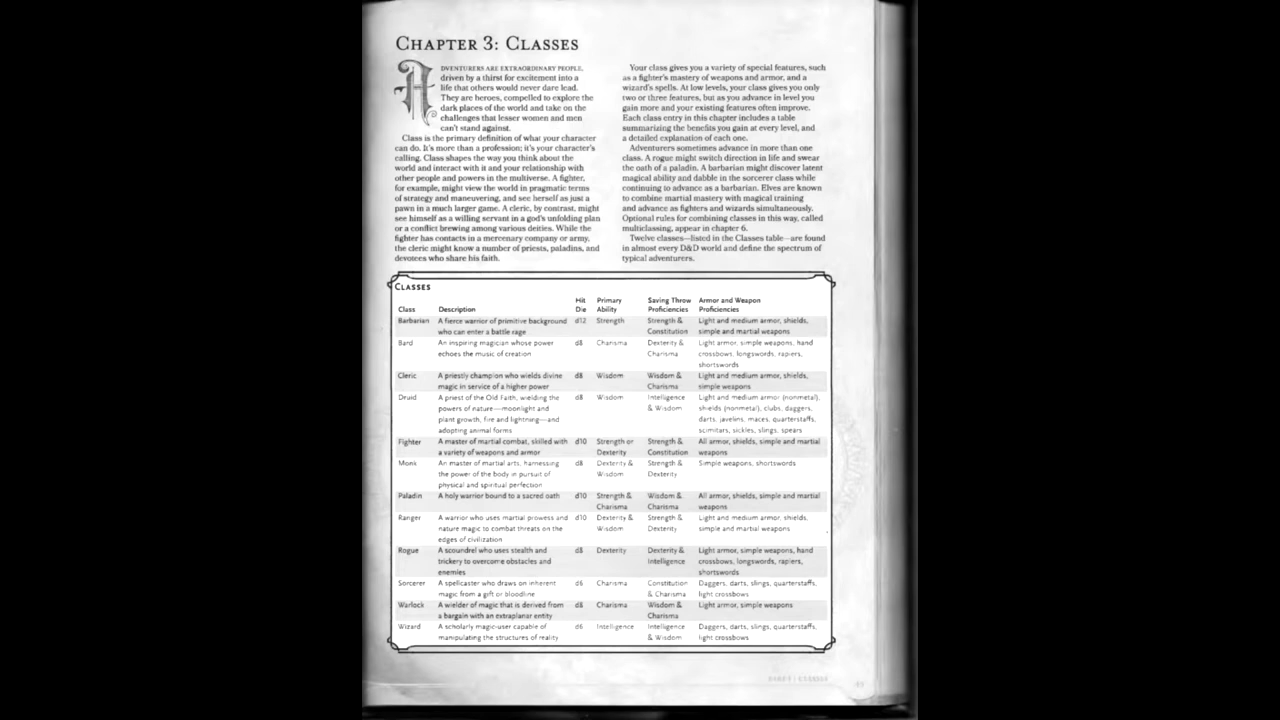 CHAPTER 3: CLASSES
ADVENTURERS ARE EXTRAORDINARY PEOPLE,
driven by a thirst for excitement into a
life that others would never dare lead.
They are heroes, compelled to explore the
dark places of the world and take on the
challenges that lesser women and men
can't stand against.
Class is the primary definition of what your character
can do. It's more than a profession; it's your character's
calling. Class shapes the way you think about the
world and interact with it and your relationship with
other people and powers in the multiverse. A fighter,
for example, might view the world in pragmatic terms
of strategy and maneuvering, and see herself as just a
pawn in a much larger game. A cleric, by contrast, might
see himself as a willing servant in a god's unfolding plan
or a conflict brewing among various deities. While the
fighter has contacts in a mercenary company or army,
the cleric might know a number of priests, paladins, and
devotees who share his faith.
Your class gives you a variety of special features, such
as a fighter's mastery of weapons and armor, and a
wizard's spells. At low levels, your class gives you only
two or three features, but as you advance in level you
gain more and your existing features often improve.
Each class entry in this chapter includes a table
summarizing the benefits you gain at every level, and
a detailed explanation of each one.
Adventurers sometimes advance in more than one
class. A rogue might switch direction in life and swear
the oath of a paladin. A barbarian might discover latent
magical ability and dabble in the sorcerer class while
continuing to advance as a barbarian. Elves are known
to combine martial mastery with magical training
and advance as fighters and wizards simultaneously.
Optional rules for combining classes in this way, called
multiclassing, appear in chapter 6.
Twelve classes—listed in the Classes table—are found
in almost every D&D world and define the spectrum of
typical adventurers.
CLASSES
Hit Primary Saving Throw Armor and Weapon
Class Description Die Ability Proficiencies Proficiencies
Barbarian A fierce warrior of primitive background d12 Strength Strength & Light and medium armor, shields,
who can enter a battle rage Constitution simple and martial weapons
Bard An inspiring magician whose power d8 Charisma Dexterity & Light armor, simple weapons, hand
echoes the music of creation Charisma crossbows, longswords, rapiers,
shortswords
Cleric A priestly champion who wields divine d8 Wisdom Wisdom & Light and medium armor, shields,
magic in service of a higher power Charisma simple weapons
Druid A priest of the Old Faith, wielding the d8 Wisdom Intelligence Light and medium armor (nonmetal),
powers of nature—moonlight and & Wisdom shields (nonmetal), clubs, daggers,
plant growth, fire and lightning—and darts, javelins, maces, quarterstaffs,
adopting animal forms scimitars, sickles, slings, spears
Fighter A master of martial combat, skilled with d10 Strength or Strength & All armor, shields, simple and martial
a variety of weapons and armor Dexterity Constitution weapons
Monk An master of martial arts, harnessing d8 Dexterity & Strength & Simple weapons, shortswords
the power of the body in pursuit of Wisdom Dexterity
physical and spiritual perfection
Paladin A holy warrior bound to a sacred oath d10 Strength & Wisdom & All armor, shields, simple and martial
Charisma Charisma weapons
Ranger A warrior who uses martial prowess and d10 Dexterity & Strength & Light and medium armor, shields,
nature magic to combat threats on the Wisdom Dexterity simple and martial weapons
edges of civilization
Rogue A scoundrel who uses stealth and d8 Dexterity Dexterity & Light armor, simple weapons, hand
trickery to overcome obstacles and Intelligence crossbows, longswords, rapiers,
enemies shortswords
Sorcerer A spellcaster who draws on inherent d6 Charisma Constitution Daggers, darts, slings, quarterstaffs,
magic from a gift or bloodline & Charisma light crossbows
Warlock A wielder of magic that is derived from d8 Charisma Wisdom & Light armor, simple weapons
a bargain with an extraplanar entity Charisma
Wizard A scholarly magic-user capable of d6 Intelligence Intelligence Daggers, darts, slings, quarterstaffs,
manipulating the structures of reality & Wisdom light crossbows